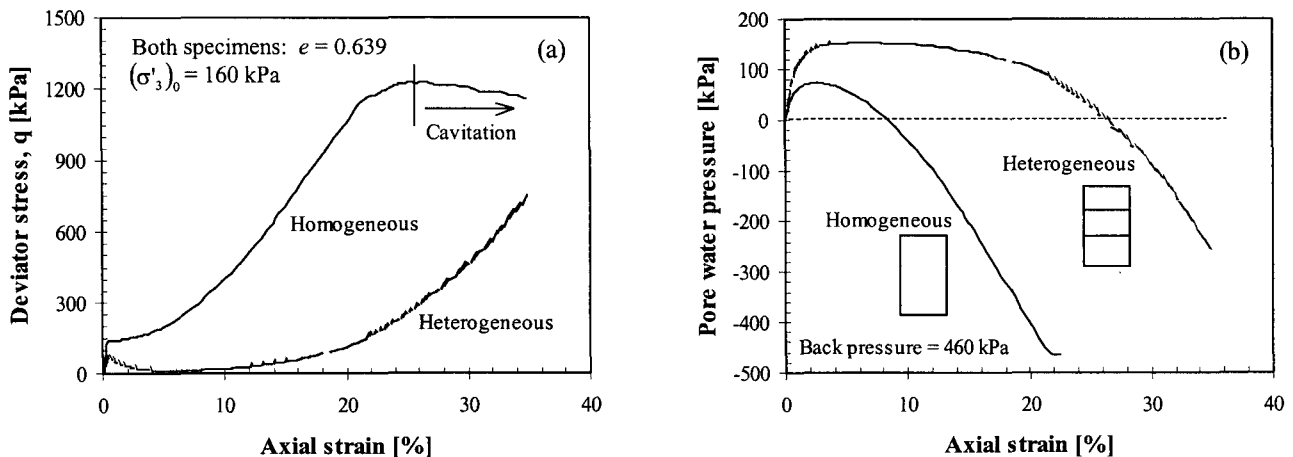 1500
1200
900
600
300
0
Deviator stress, q [kPa]
Both specimens: e = 0.639
(σ'3)0 = 160 kPa
(a)
Cavitation
Homogeneous
Heterogeneous
0 10 20 30 40
Axial strain [%]
200
100
0
-100
-200
-300
-400
-500
Pore water pressure [kPa]
(b)
Heterogeneous
Homogeneous
Back pressure = 460 kPa
0 10 20 30 40
Axial strain [%]